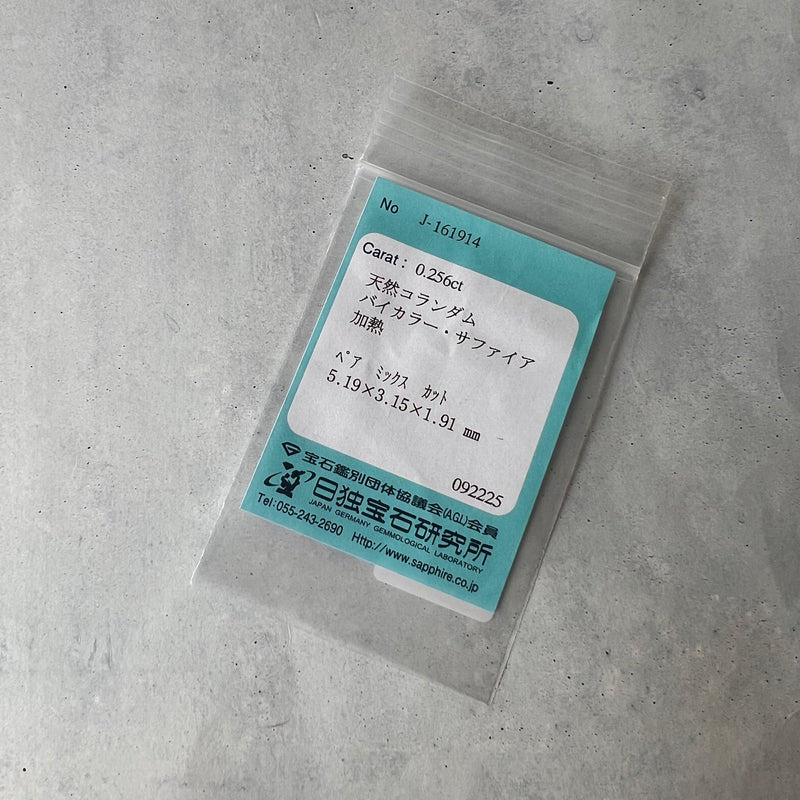 No J-161914
Carat : 0.256ct
天然コランダム
バイカラー・サファイア
加熱
ﾍﾟｱ ﾐｯｸｽ ｶｯﾄ
5.19×3.15×1.91 mm
092225
宝石鑑別団体協議会(AGL)会員
日独宝石研究所
JAPAN GERMANY GEMMOLOGICAL LABORATORY
Tel:055-243-2690 Http://www.sapphire.co.jp